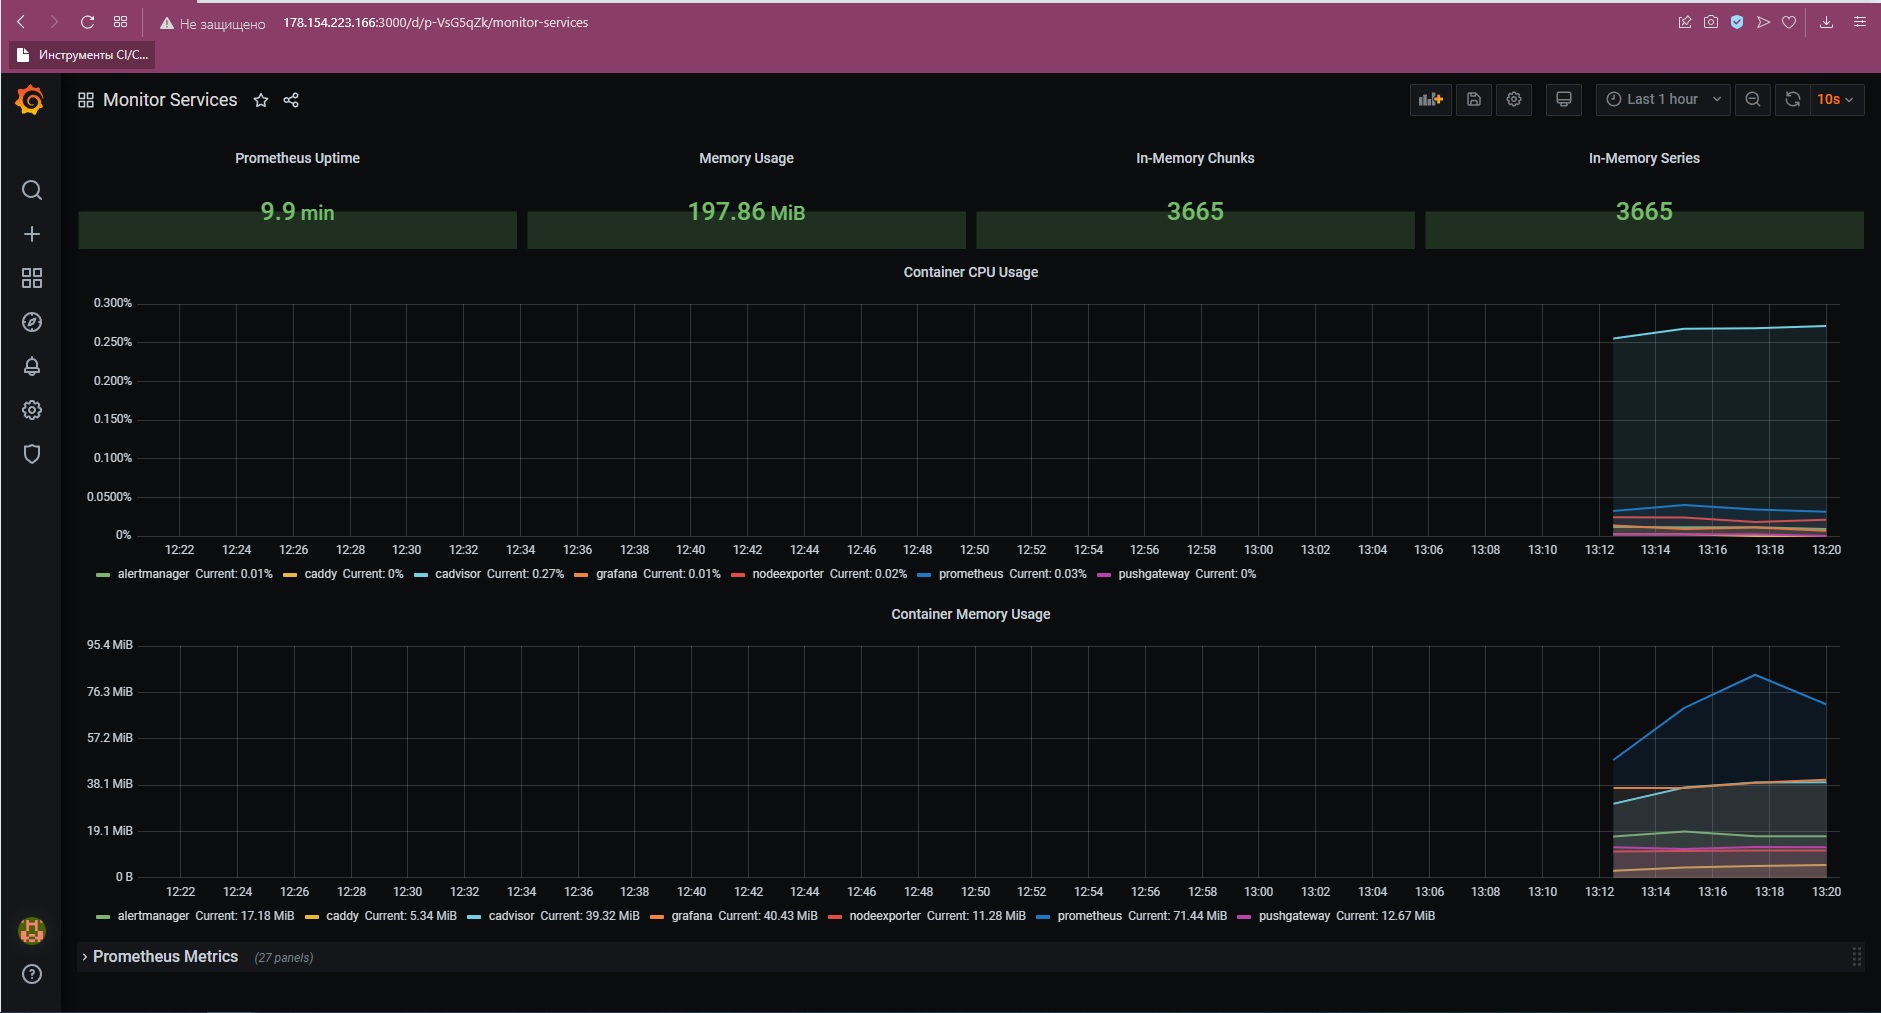 Не защищено 178.154.223.166:3000/d/p-VsG5qZk/monitor-services
Инструменты CI/C...
Monitor Services
Last 1 hour
10s
Prometheus Uptime
Memory Usage
In-Memory Chunks
In-Memory Series
9.9 min
197.86 MiB
3665
3665
Container CPU Usage
0.300%
0.250%
0.200%
0.150%
0.100%
0.0500%
0%
12:22 12:24 12:26 12:28 12:30 12:32 12:34 12:36 12:38 12:40 12:42 12:44 12:46 12:48 12:50 12:52 12:54 12:56 12:58 13:00 13:02 13:04 13:06 13:08 13:10 13:12 13:14 13:16 13:18 13:20
alertmanager Current: 0.01% caddy Current: 0% cadvisor Current: 0.27% grafana Current: 0.01% nodeexporter Current: 0.02% prometheus Current: 0.03% pushgateway Current: 0%
Container Memory Usage
95.4 MiB
76.3 MiB
57.2 MiB
38.1 MiB
19.1 MiB
0 B
12:22 12:24 12:26 12:28 12:30 12:32 12:34 12:36 12:38 12:40 12:42 12:44 12:46 12:48 12:50 12:52 12:54 12:56 12:58 13:00 13:02 13:04 13:06 13:08 13:10 13:12 13:14 13:16 13:18 13:20
alertmanager Current: 17.18 MiB caddy Current: 5.34 MiB cadvisor Current: 39.32 MiB grafana Current: 40.43 MiB nodeexporter Current: 11.28 MiB prometheus Current: 71.44 MiB pushgateway Current: 12.67 MiB
Prometheus Metrics (27 panels)